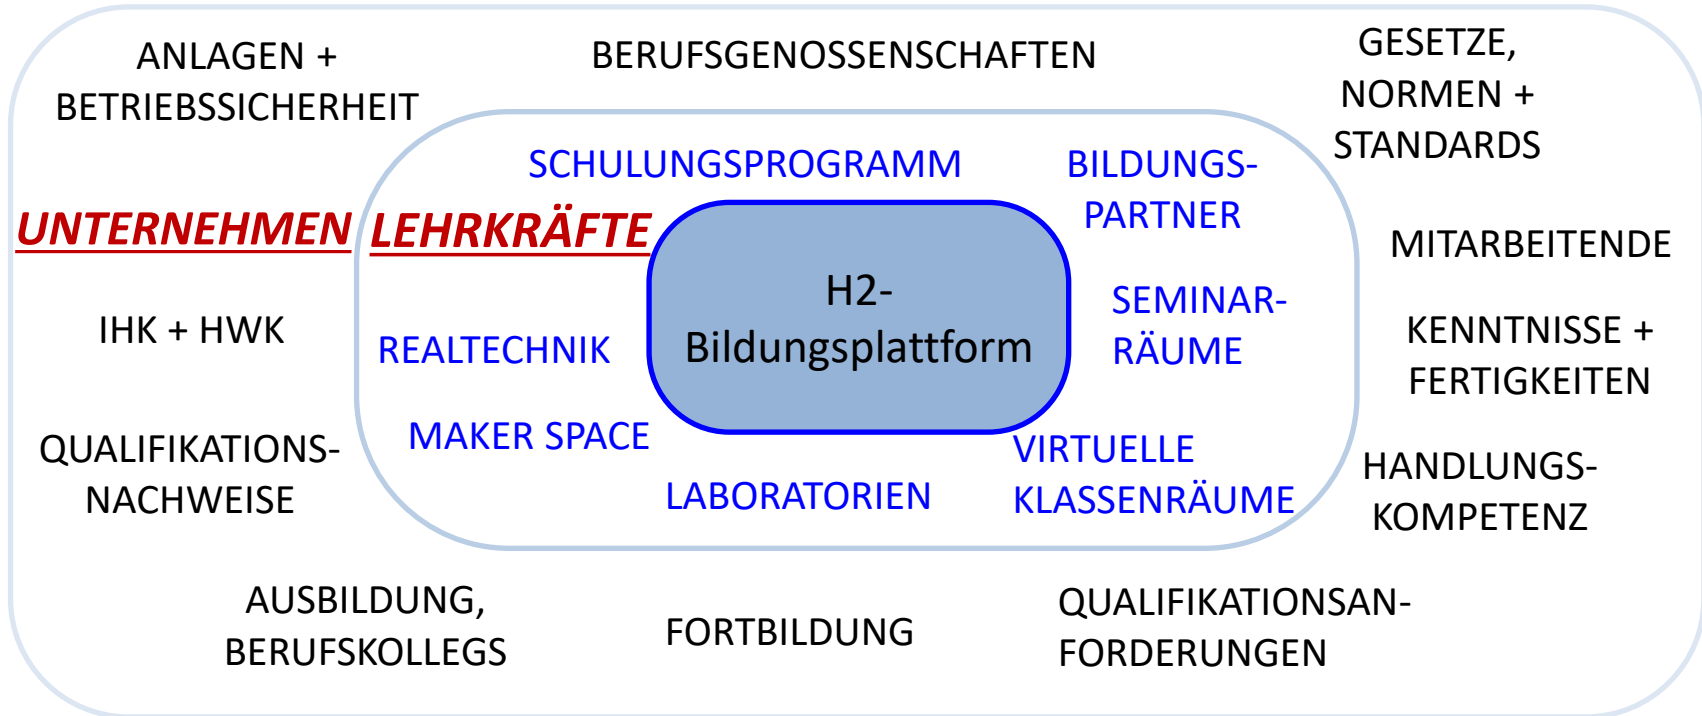 ANLAGEN +
BETRIEBSSICHERHEIT
BERUFSGENOSSENSCHAFTEN
GESETZE,
NORMEN +
STANDARDS
SCHULUNGSPROGRAMM
BILDUNGS-
PARTNER
UNTERNEHMEN
LEHRKRÄFTE
MITARBEITENDE
H2-
Bildungsplattform
SEMINAR-
RÄUME
IHK + HWK
REALTECHNIK
KENNTNISSE +
FERTIGKEITEN
MAKER SPACE
VIRTUELLE
KLASSENRÄUME
QUALIFIKATIONS-
NACHWEISE
LABORATORIEN
HANDLUNGS-
KOMPETENZ
AUSBILDUNG,
BERUFSKOLLEGS
FORTBILDUNG
QUALIFIKATIONSAN-
FORDERUNGEN